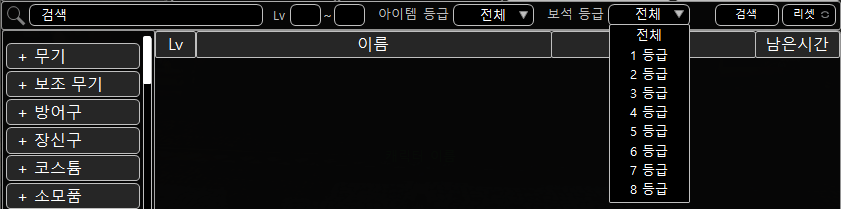 검색 Lv ~ 아이템 등급 전체 ▼ 보석 등급 전체 ▼ 검색 리셋
Lv 이름 남은시간
전체
1 등급
2 등급
3 등급
4 등급
5 등급
6 등급
7 등급
8 등급
+ 무기
+ 보조 무기
+ 방어구
+ 장신구
+ 코스튬
+ 소모품